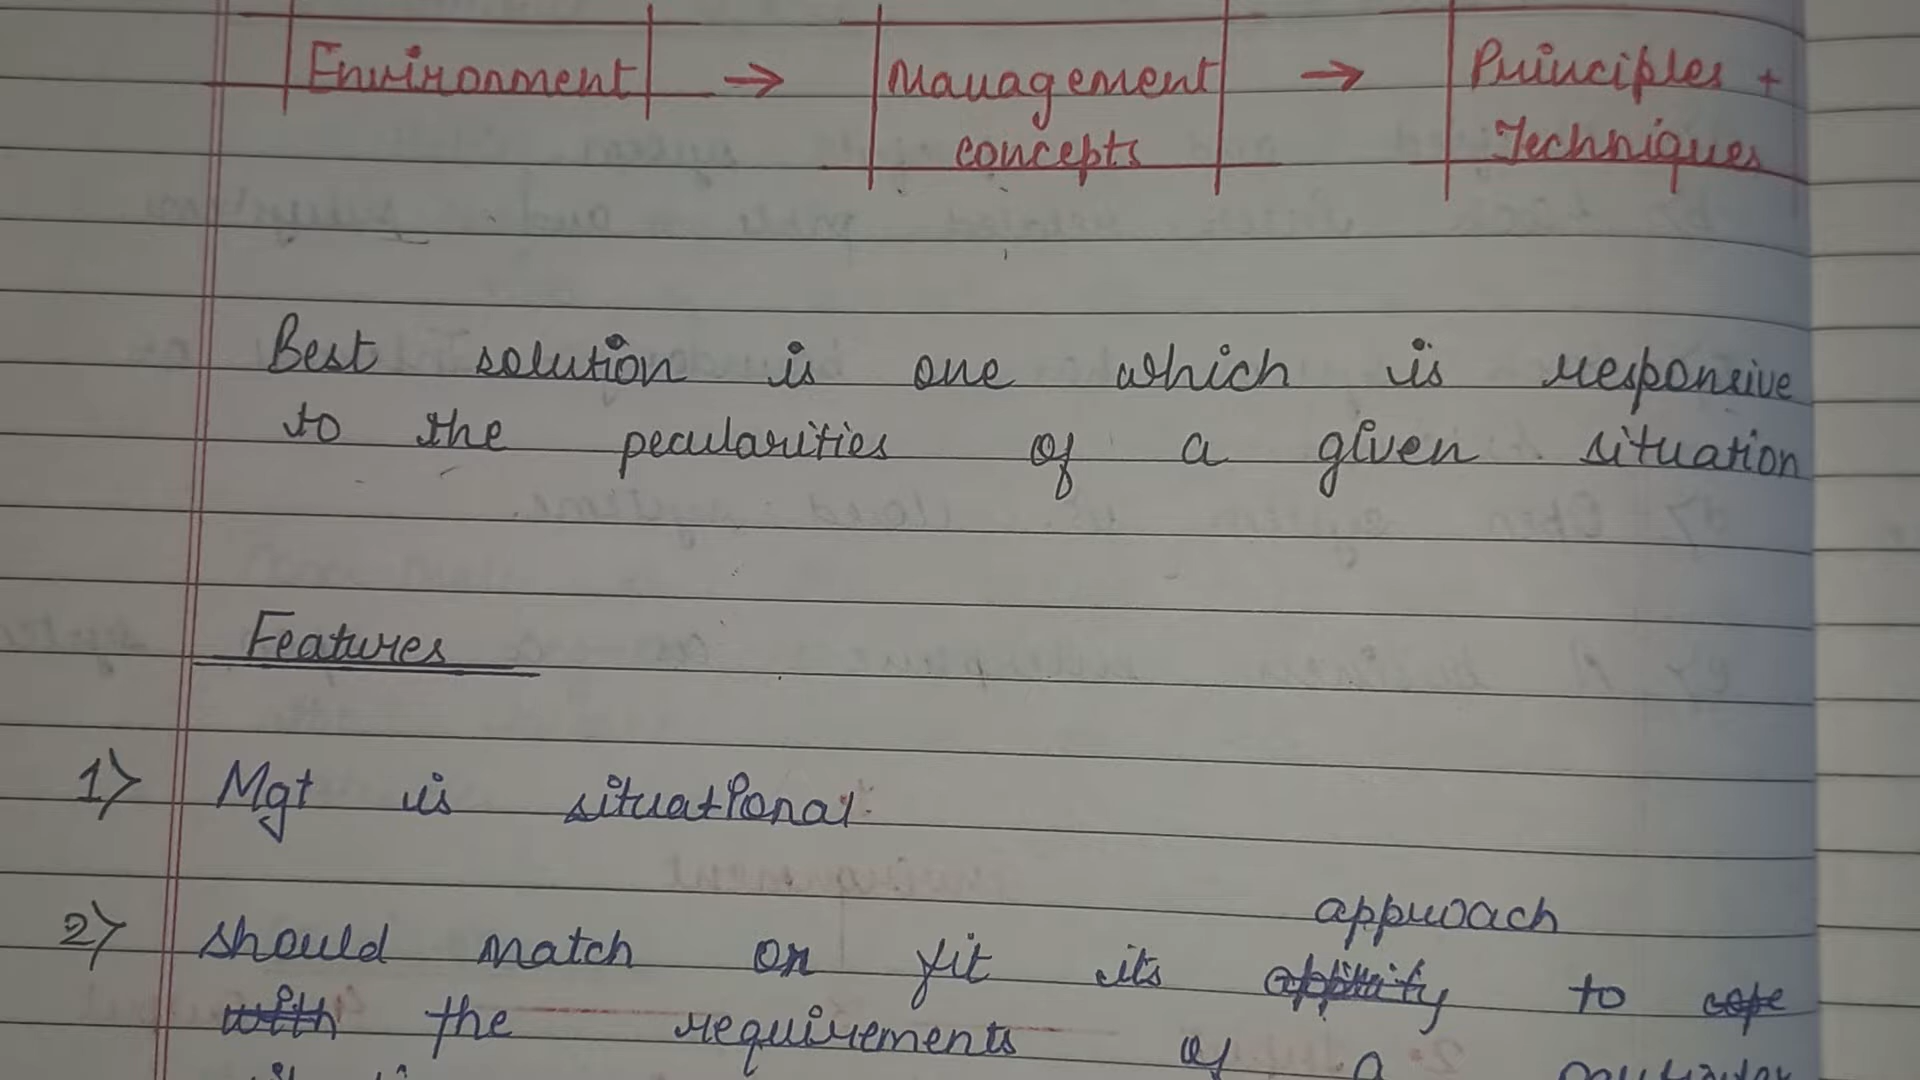 Environment → Management → Principles +
concepts Techniques
Best solution is one which is responsive
to the pecularities of a given situation
Features
1) Mgt is situational
approach
2) should match or fit its to
the requirements of a